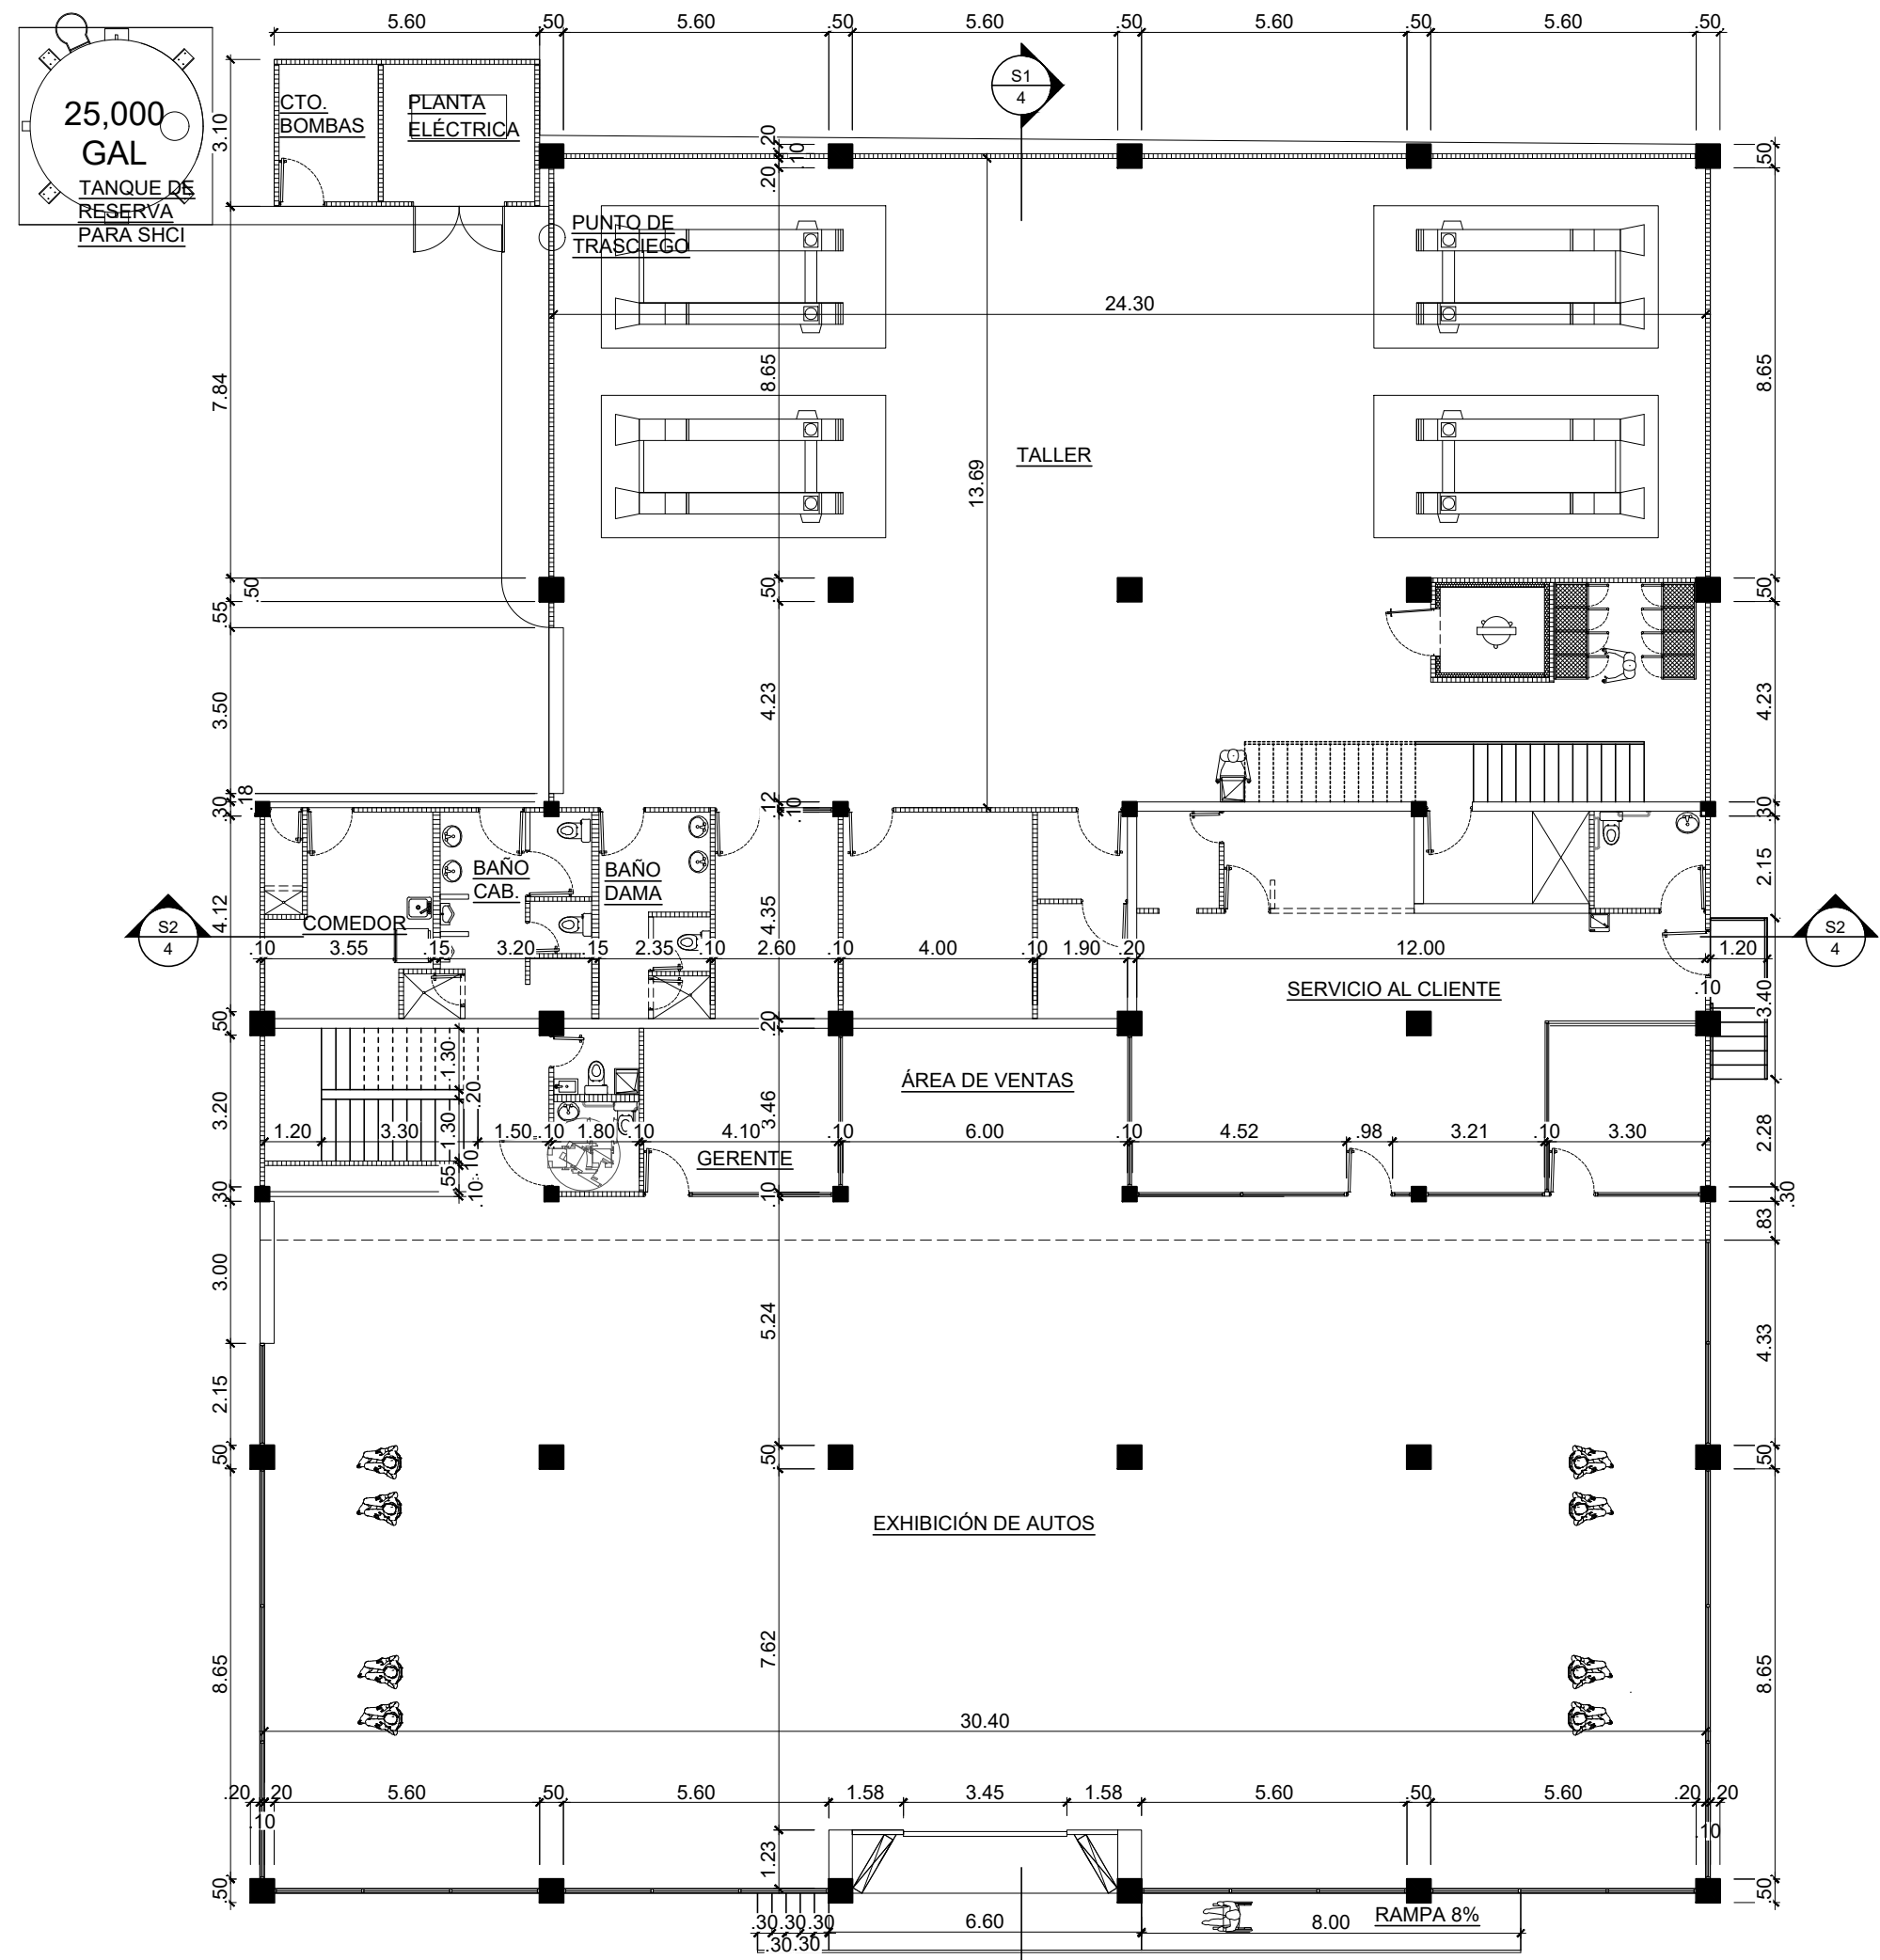 5.60 .50 5.60 .50 5.60 .50 5.60 .50 5.60 .50
S1
4
25,000
GAL
TANQUE DE
RESERVA
PARA SHCI
3.10
CTO.
BOMBAS
PLANTA
ELÉCTRICA
.20
.10
.20
.50
PUNTO DE
TRASCIEGO
24.30
7.84
8.65
13.69
8.65
TALLER
.50
.55
.50
.50
3.50
4.23
4.23
.18
.30
.12
.10
.30
BAÑO
CAB.
BAÑO
DAMA
2.15
S2
4
4.12
COMEDOR
4.35
S2
4
.10 3.55 .15 3.20 .15 2.35 .10 2.60 .10 4.00 .10 1.90 .20 12.00 1.20
SERVICIO AL CLIENTE
.10
3.40
.50
.20
1.30
ÁREA DE VENTAS
.20
3.20
1.30
3.46
2.28
1.20 3.30 1.50 .10 1.80 .10 4.10 .10 6.00 .10 4.52 .98 3.21 .10 3.30
GERENTE
.10
.55
.10
.30
.10
.30
.83
3.00
5.24
4.33
2.15
.50
.50
.50
EXHIBICIÓN DE AUTOS
8.65
7.62
8.65
30.40
.20 .20 5.60 .50 5.60 1.58 3.45 1.58 5.60 .50 5.60 .20 .20
.10
.10
1.23
.50
.50
.30 .30 .30 6.60 8.00 RAMPA 8%
.30 .30